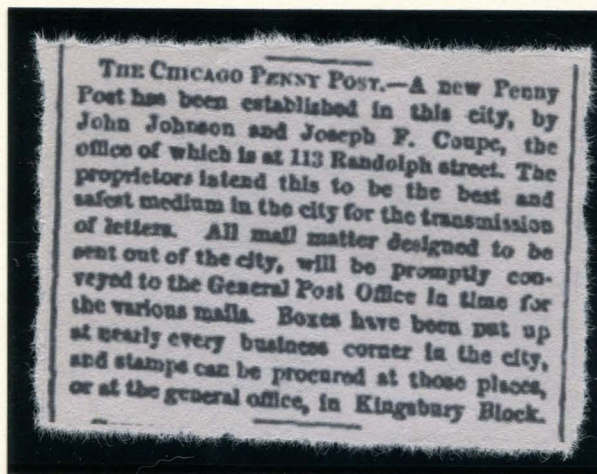 THE CHICAGO PENNY POST.—A new Penny
Post has been established in this city, by
John Johnson and Joseph F. Coupe, the
office of which is at 113 Randolph street. The
proprietors intend this to be the best and
safest medium in the city for the transmission
of letters. All mail matter designed to be
sent out of the city, will be promptly con-
veyed to the General Post Office in time for
the various mails. Boxes have been put up
at nearly every business corner in the city,
and stamps can be procured at those places,
or at the general office, in Kingsbury Block.